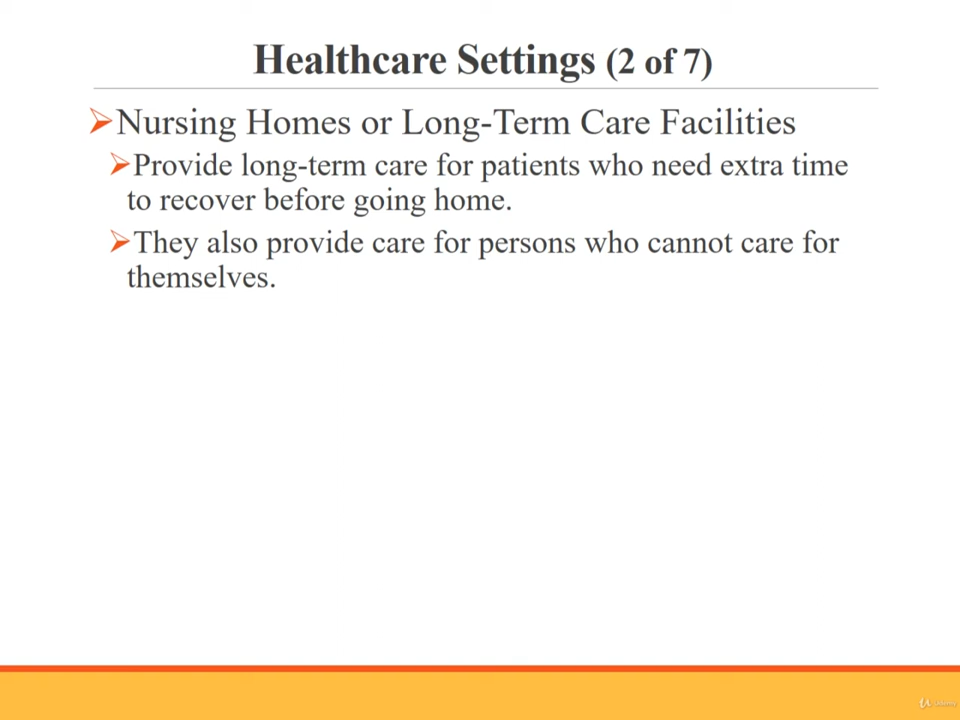 Healthcare Settings (2 of 7)
Nursing Homes or Long-Term Care Facilities
Provide long-term care for patients who need extra time
to recover before going home.
They also provide care for persons who cannot care for
themselves.
Udemy